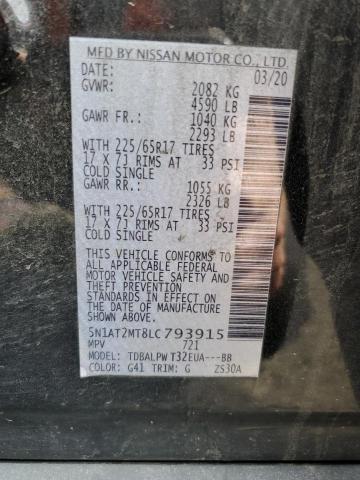 MFD BY NISSAN MOTOR CO., LTD.
DATE: 03/20
GVWR: 2082 KG
4590 LB
GAWR FR.: 1040 KG
2293 LB
WITH 225/65R17 TIRES
17 X 7J RIMS AT 33 PSI
COLD SINGLE
GAWR RR.: 1055 KG
2326 LB
WITH 225/65R17 TIRES
17 X 7J RIMS AT 33 PSI
COLD SINGLE
THIS VEHICLE CONFORMS TO
ALL APPLICABLE FEDERAL
MOTOR VEHICLE SAFETY AND
THEFT PREVENTION
STANDARDS IN EFFECT ON
THE DATE OF MANUFACTURE
SHOWN ABOVE.
5N1AT2MT8LC793915
MPV 721
MODEL: TDBALPW T32EUA---BB
COLOR: G41 TRIM: G ZS30A